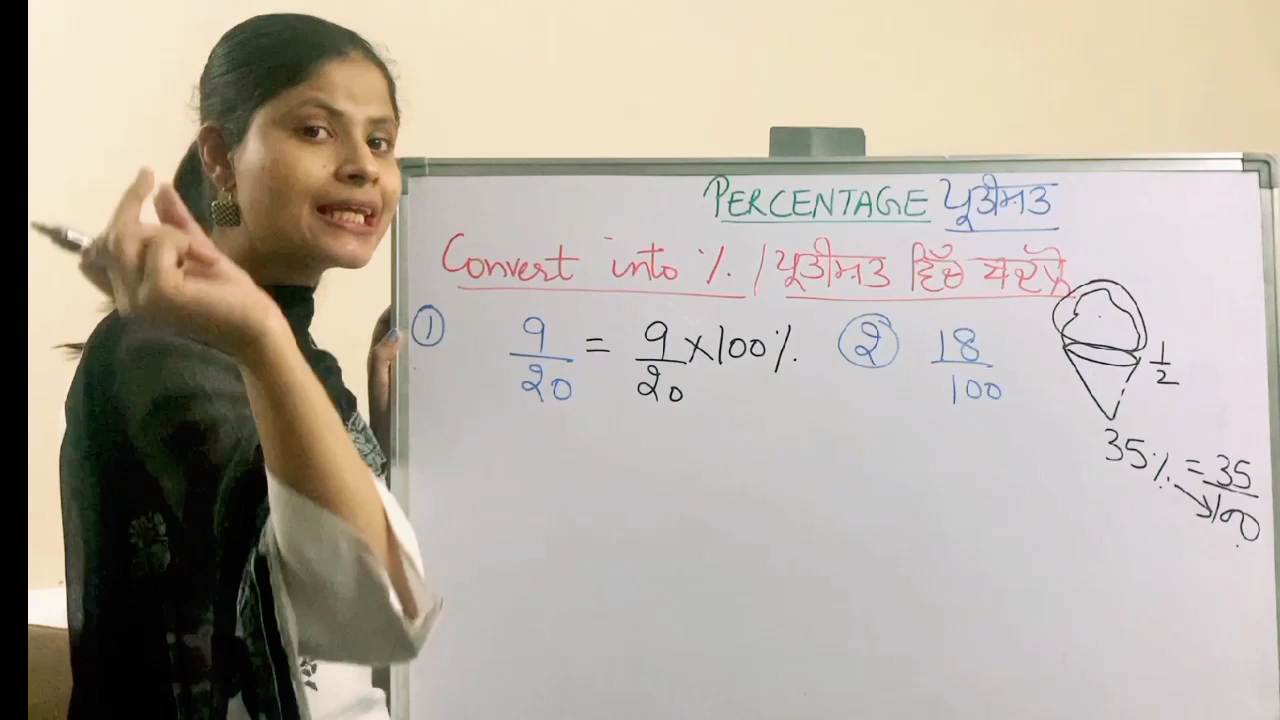 PERCENTAGE ਪ੍ਰਤੀਸ਼ਤ
Convert into % / ਪ੍ਰਤੀਸ਼ਤ ਵਿੱਚ ਬਦਲੋ
① 9/20 = 9/20 × 100% ② 18/100
1/2
35% = 35/100